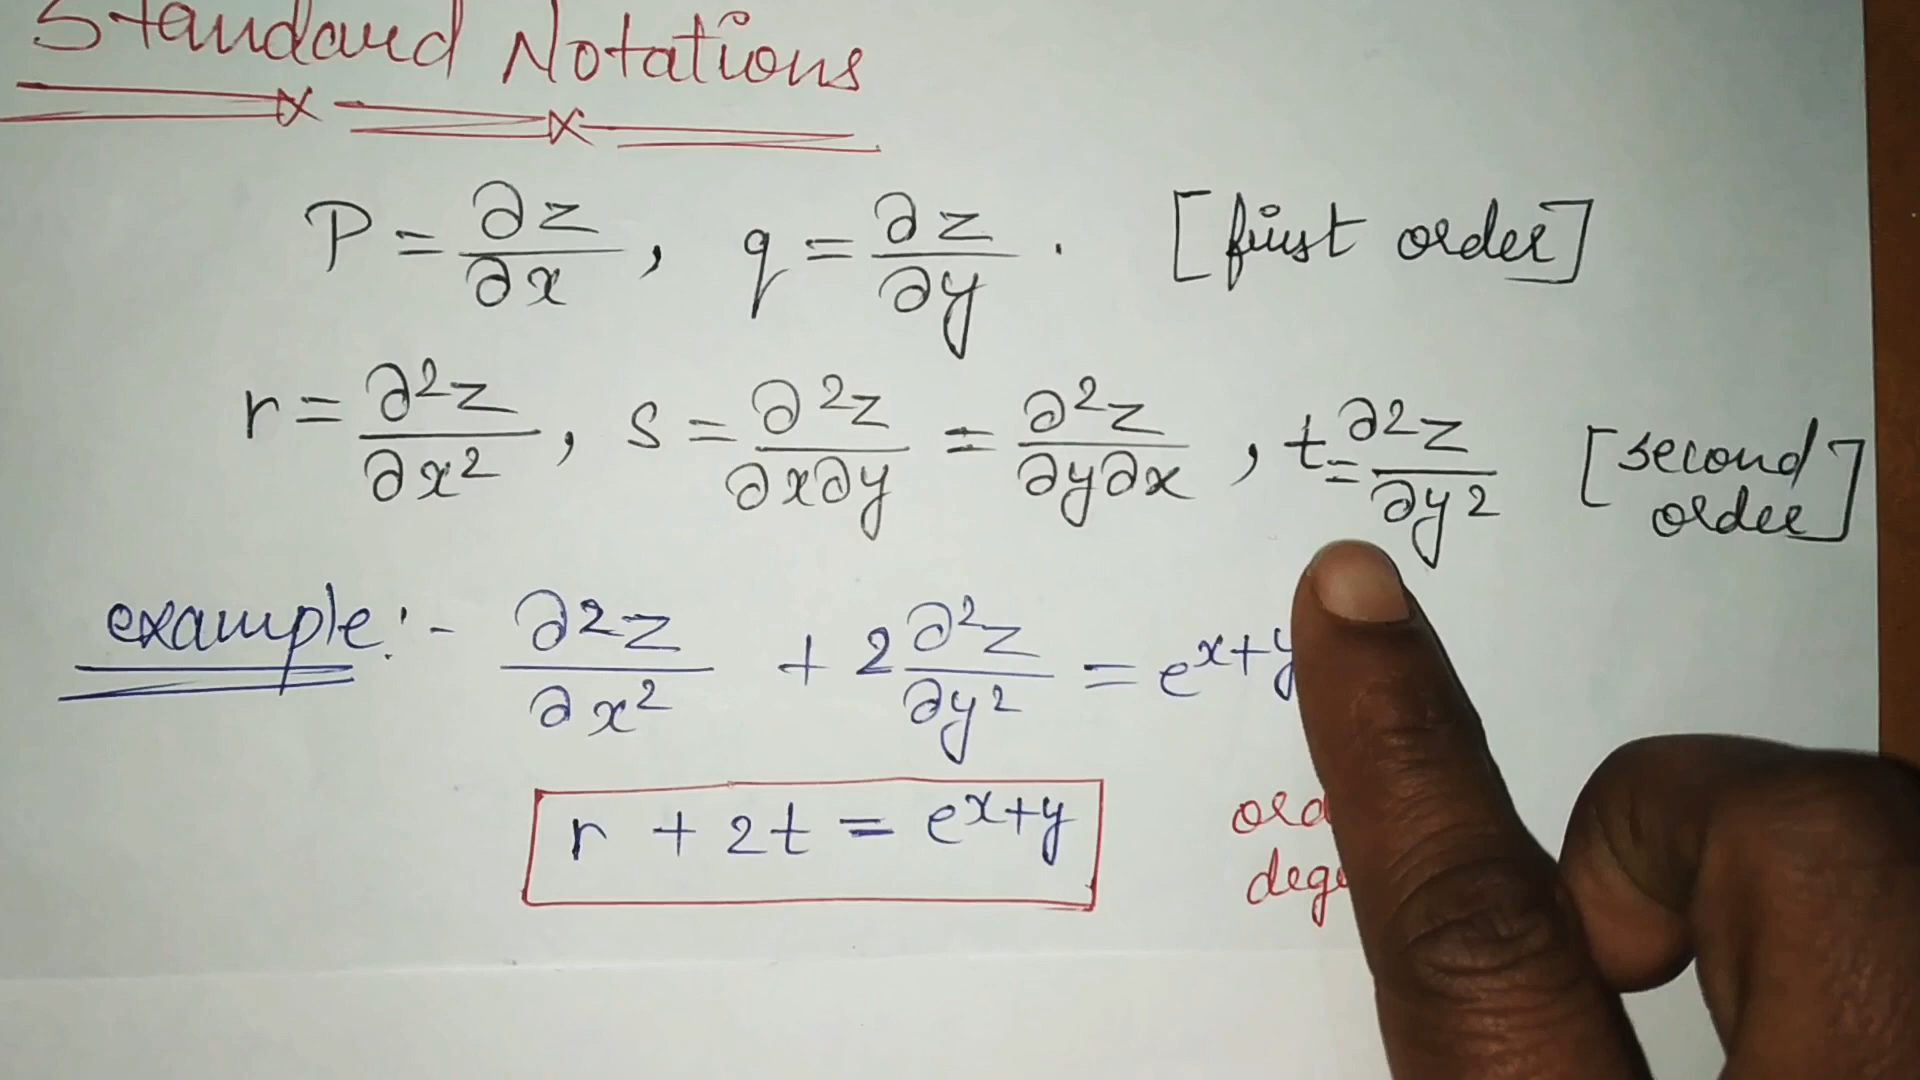 Standard Notations
P = ∂z/∂x , q = ∂z/∂y . [first order]
r = ∂²z/∂x² , s = ∂²z/∂x∂y = ∂²z/∂y∂x , t = ∂²z/∂y² [second order]
example:- ∂²z/∂x² + 2 ∂²z/∂y² = e^x+y
r + 2t = e^x+y